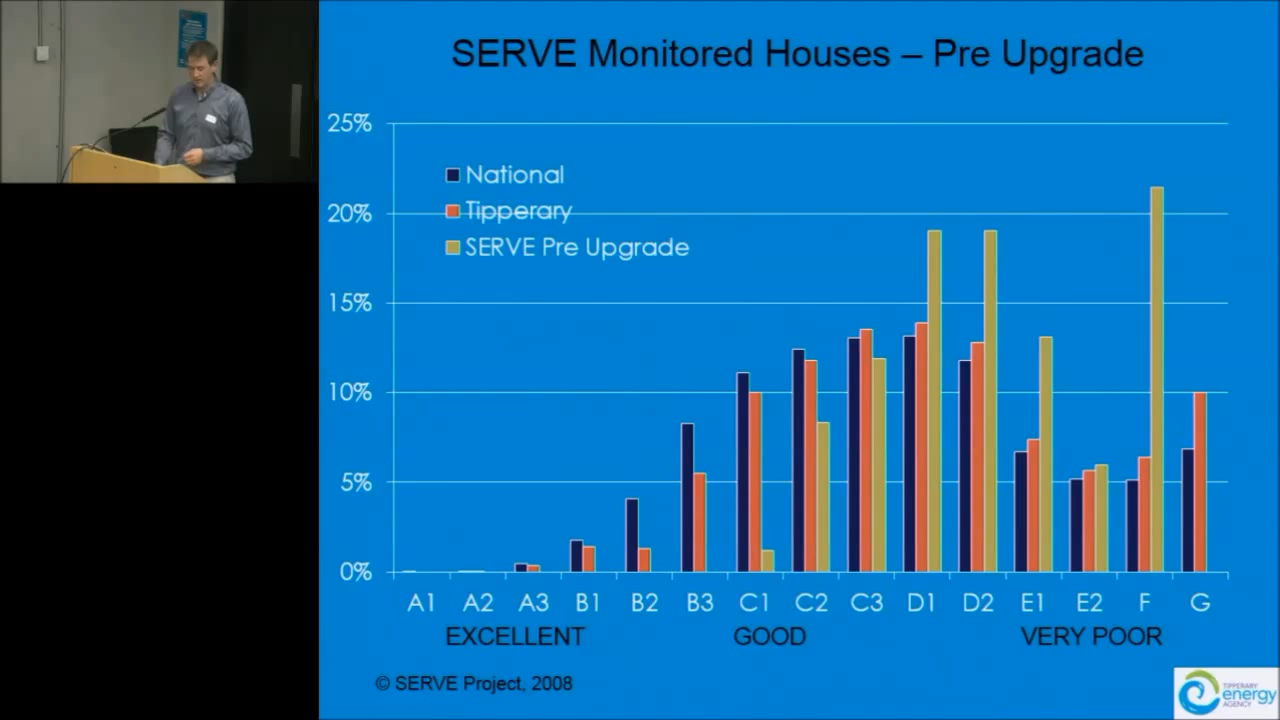 SERVE Monitored Houses – Pre Upgrade
25%
National
Tipperary
20%
SERVE Pre Upgrade
15%
10%
5%
0%
A1 A2 A3 B1 B2 B3 C1 C2 C3 D1 D2 E1 E2 F G
EXCELLENT GOOD VERY POOR
© SERVE Project, 2008
TIPPERARY
energy
AGENCY